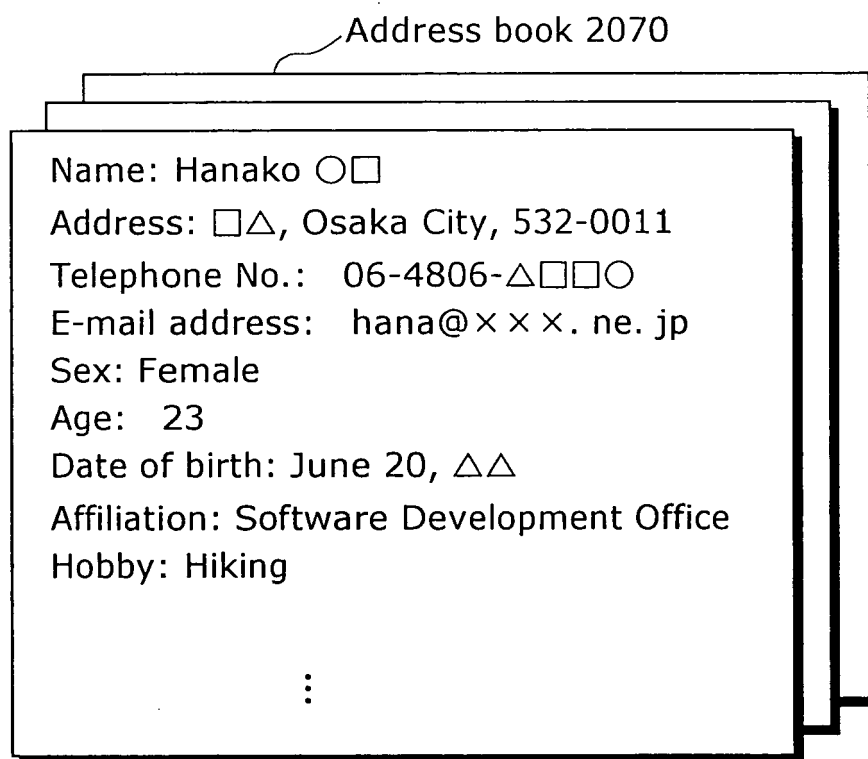 Address book 2070
Name: Hanako ○□
Address: □△, Osaka City, 532-0011
Telephone No.: 06-4806-△□□○
E-mail address: hana@×××. ne. jp
Sex: Female
Age: 23
Date of birth: June 20, △△
Affiliation: Software Development Office
Hobby: Hiking
⋮